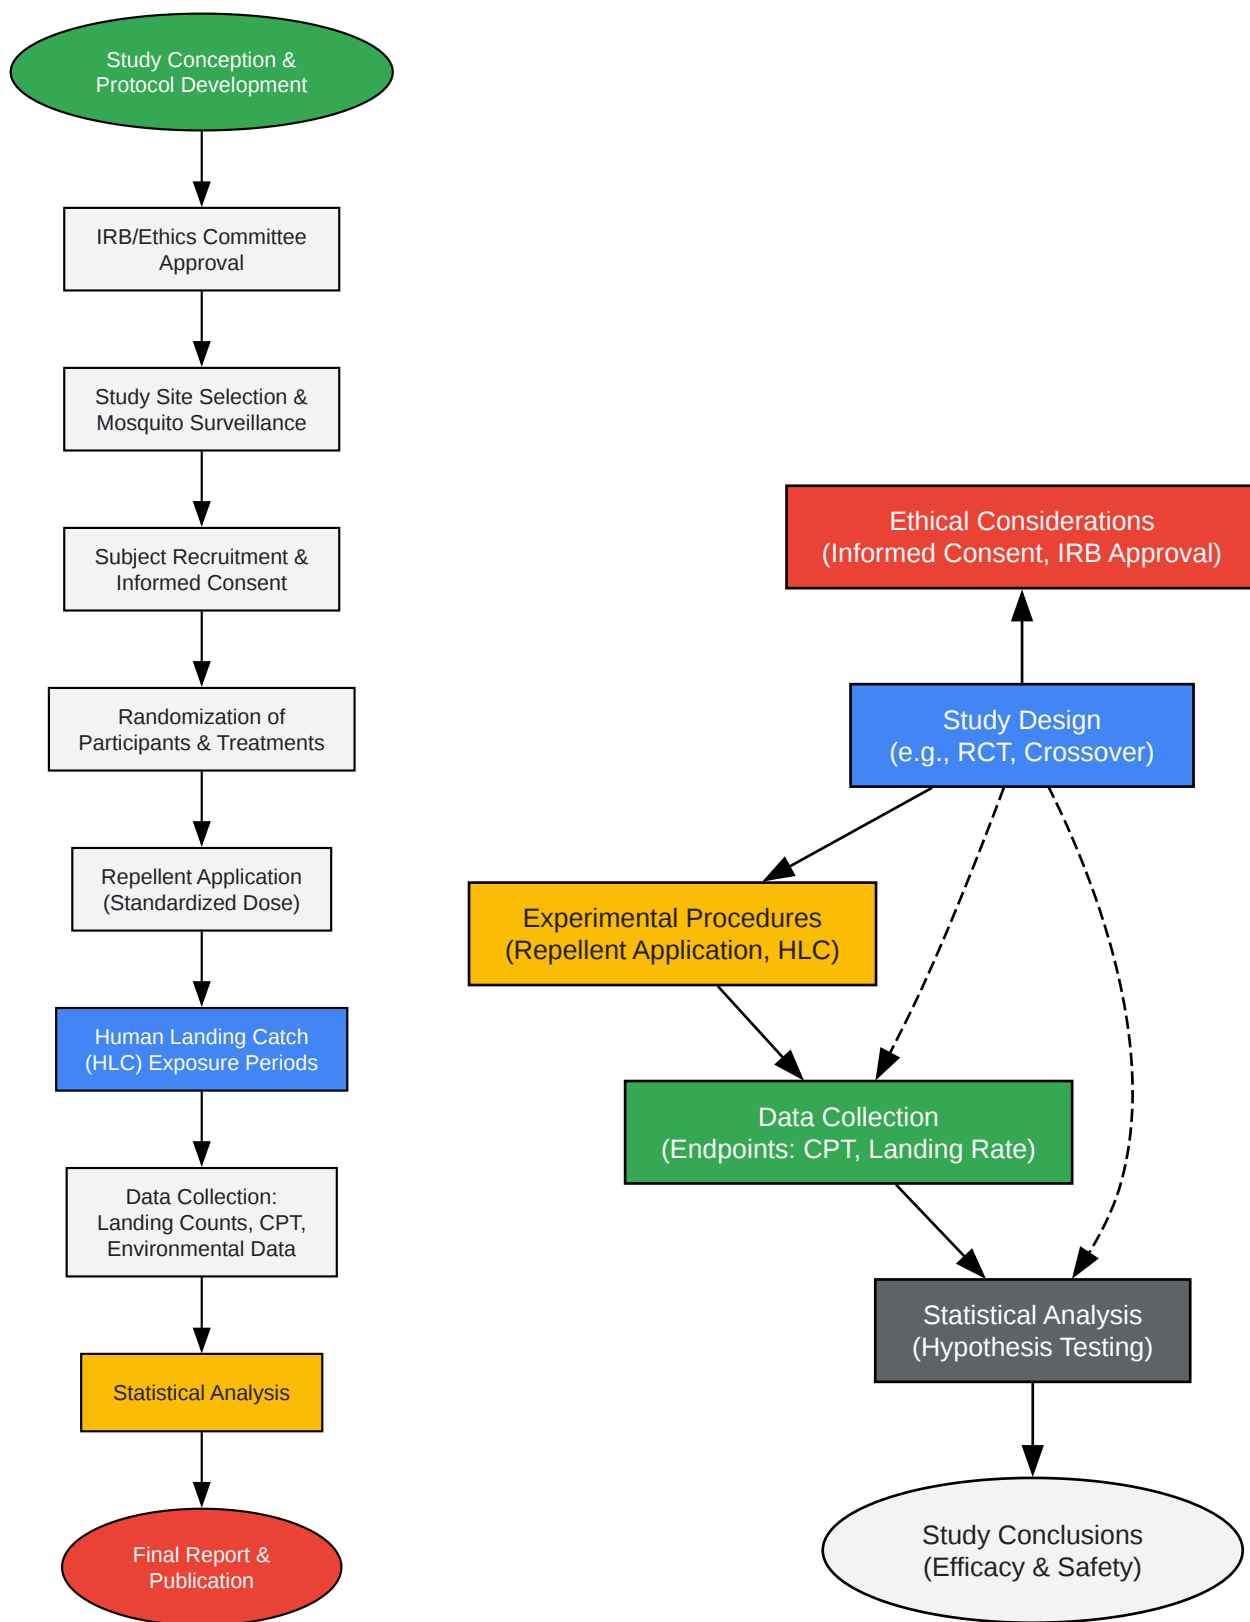 Study Conception &
Protocol Development
IRB/Ethics Committee
Approval
Study Site Selection &
Mosquito Surveillance
Subject Recruitment &
Informed Consent
Randomization of
Participants & Treatments
Repellent Application
(Standardized Dose)
Human Landing Catch
(HLC) Exposure Periods
Data Collection:
Landing Counts, CPT,
Environmental Data
Statistical Analysis
Final Report &
Publication
Ethical Considerations
(Informed Consent, IRB Approval)
Study Design
(e.g., RCT, Crossover)
Experimental Procedures
(Repellent Application, HLC)
Data Collection
(Endpoints: CPT, Landing Rate)
Statistical Analysis
(Hypothesis Testing)
Study Conclusions
(Efficacy & Safety)